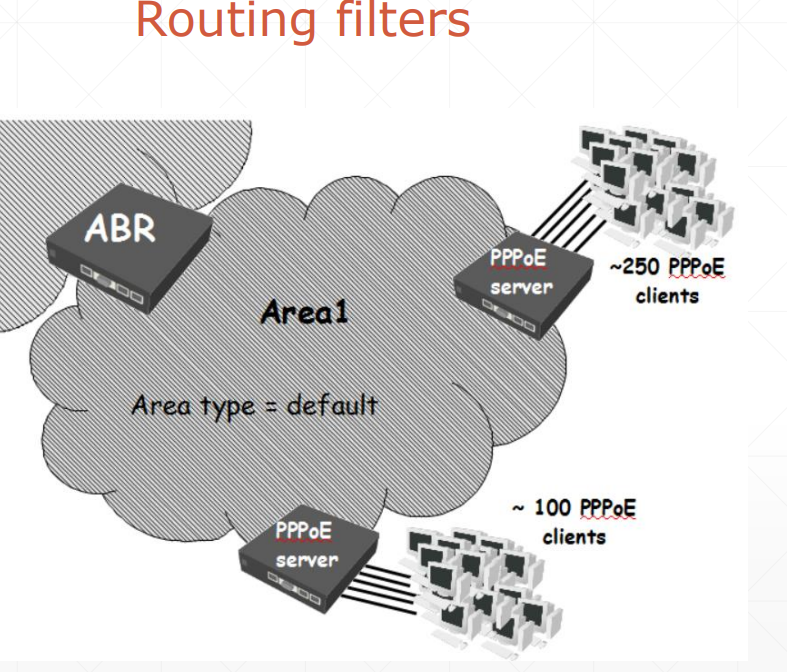 Routing filters
ABR
PPPoE
server
~250 PPPoE
clients
Area1
Area type = default
~ 100 PPPoE
clients
PPPoE
server